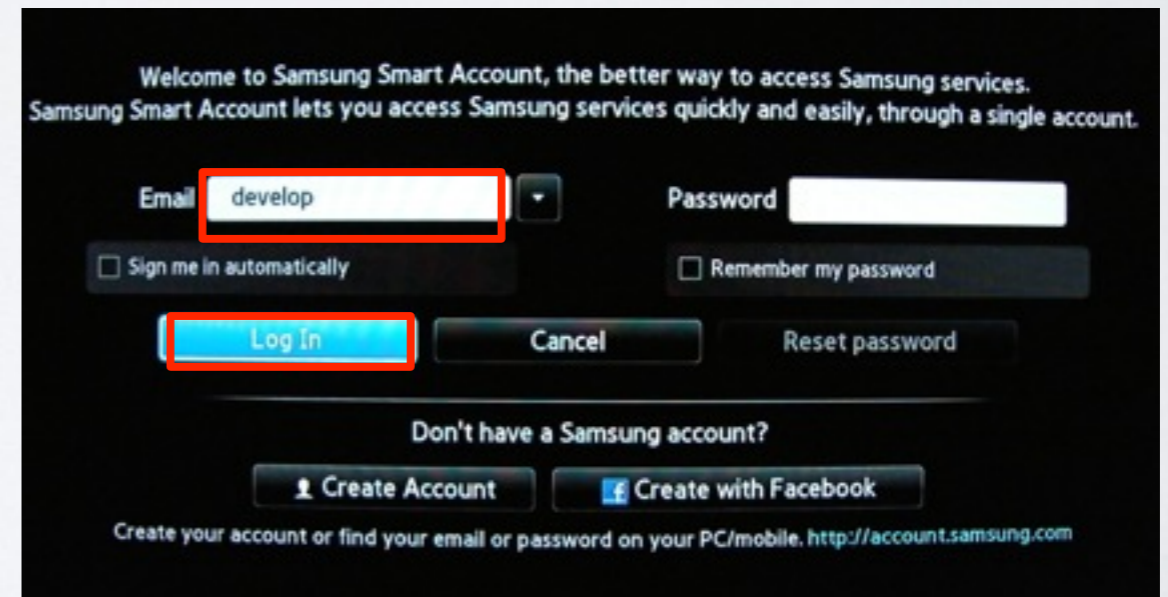 Welcome to Samsung Smart Account, the better way to access Samsung services.
Samsung Smart Account lets you access Samsung services quickly and easily, through a single account.
Email develop Password
Sign me in automatically Remember my password
Log In Cancel Reset password
Don't have a Samsung account?
Create Account f Create with Facebook
Create your account or find your email or password on your PC/mobile. http://account.samsung.com